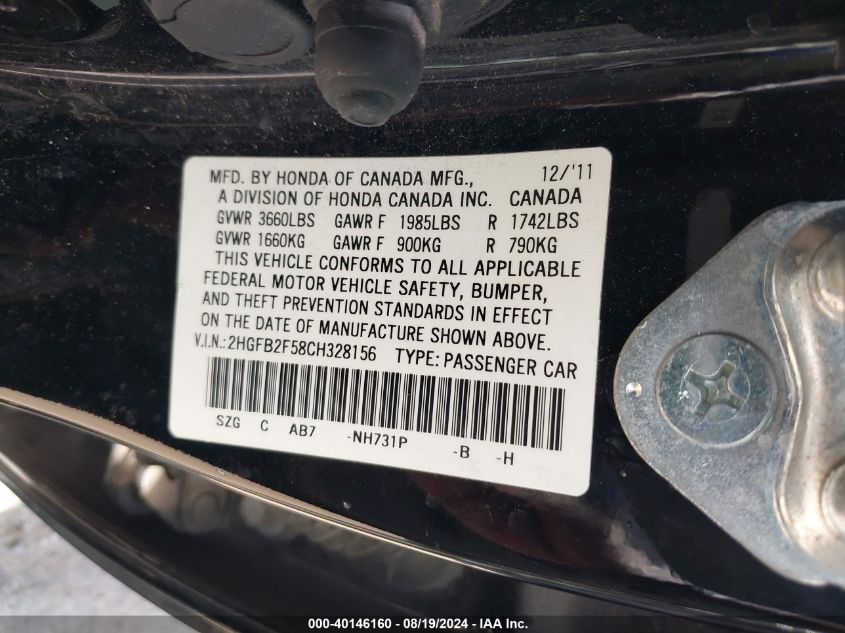 MFD. BY HONDA OF CANADA MFG., 12/'11
A DIVISION OF HONDA CANADA INC. CANADA
GVWR 3660LBS GAWR F 1985LBS R 1742LBS
GVWR 1660KG GAWR F 900KG R 790KG
THIS VEHICLE CONFORMS TO ALL APPLICABLE
FEDERAL MOTOR VEHICLE SAFETY, BUMPER,
AND THEFT PREVENTION STANDARDS IN EFFECT
ON THE DATE OF MANUFACTURE SHOWN ABOVE.
V.I.N.:2HGFB2F58CH328156 TYPE: PASSENGER CAR
SZG C AB7 -NH731P -B -H
000-40146160 - 08/19/2024 - IAA Inc.